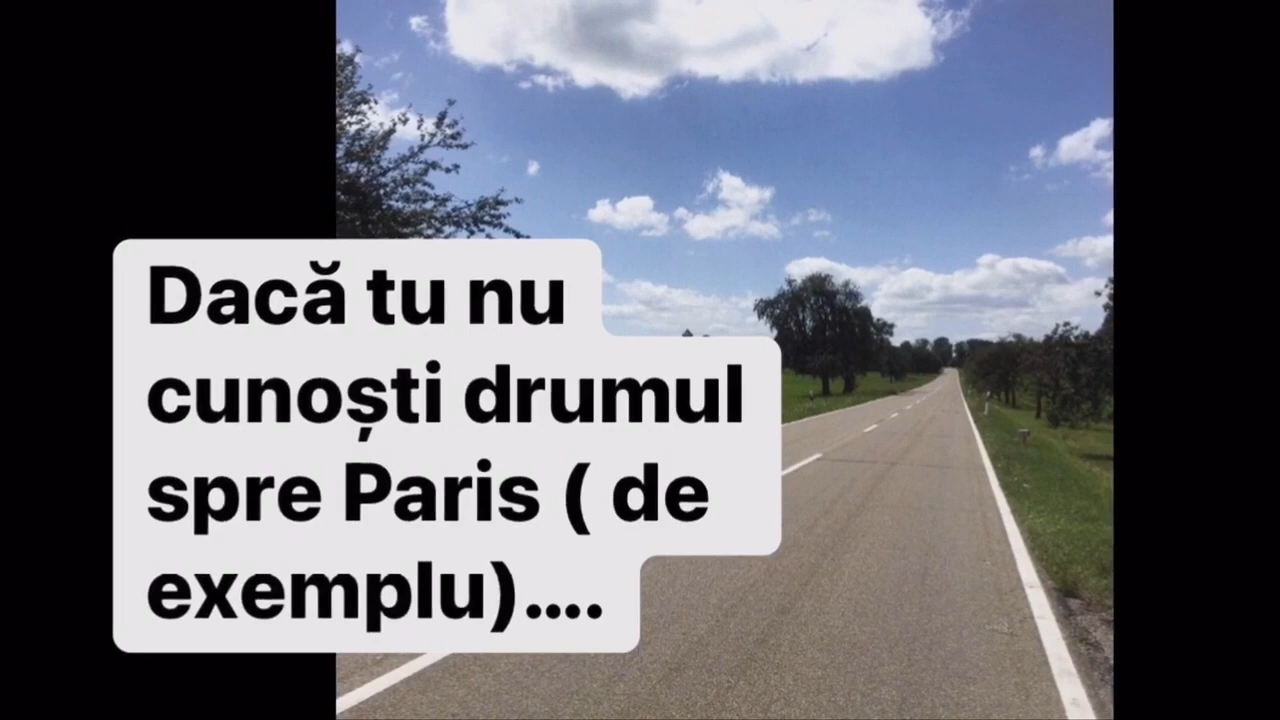 Dacă tu nu
cunoști drumul
spre Paris ( de
exemplu)....